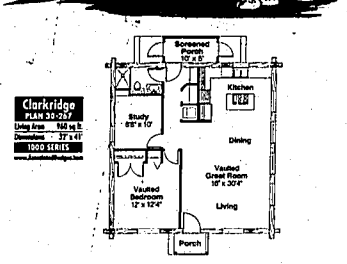 Screened
Porch
10' x 8'
Kitchen
Clarkridge
PLAN 30-267
Living Area 960 sq ft.
Dimensions 32' x 41'
1000 SERIES
Study
8'8" x 10'
Dining
Vaulted
Great Room
16' x 30'4"
Vaulted
Bedroom
12' x 12'4"
Living
Porch